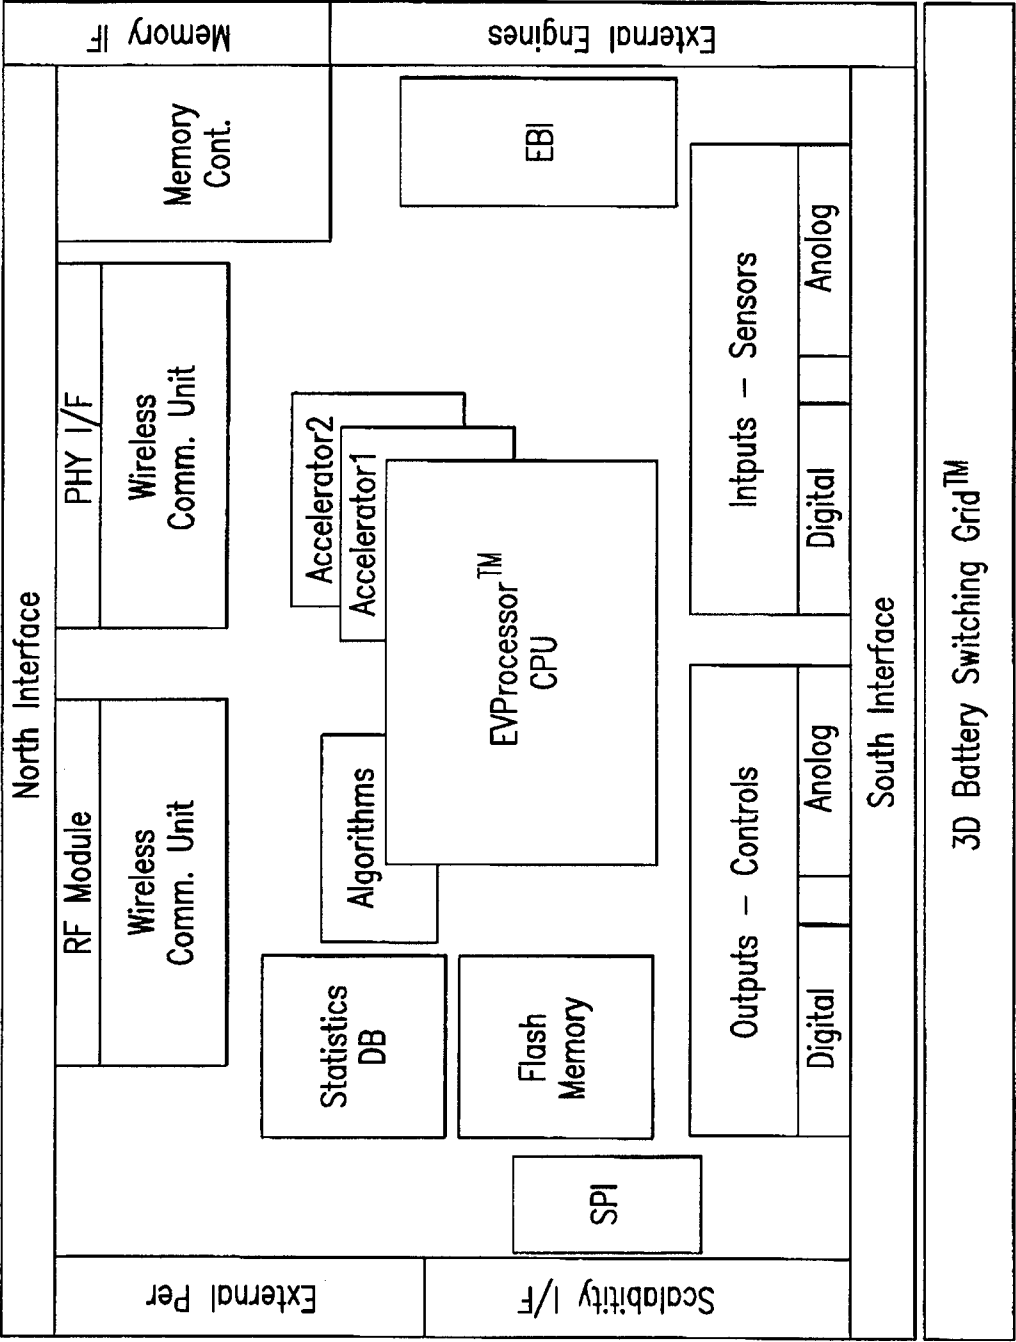 North Interface
External Per
RF Module
Wireless
Comm. Unit
PHY I/F
Wireless
Comm. Unit
Memory
Cont.
Memory IF
Statistics
DB
Algorithms
Accelerator2
Accelerator1
EVProcessor™
CPU
Flash
Memory
EBI
SPI
Scalabitity I/F
External Engines
Outputs – Controls
Digital
Anolog
Intputs – Sensors
Digital
Anolog
South Interface
3D Battery Switching Grid™